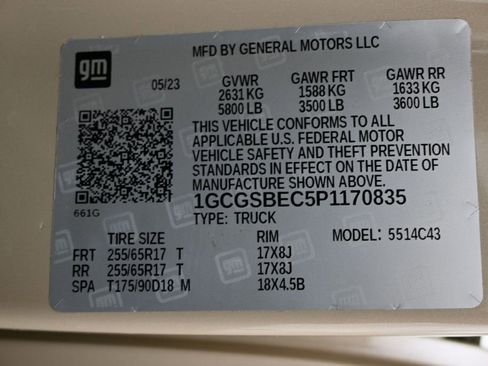 gm
MFD BY GENERAL MOTORS LLC
05/23 GVWR GAWR FRT GAWR RR
2631 KG 1588 KG 1633 KG
5800 LB 3500 LB 3600 LB
THIS VEHICLE CONFORMS TO ALL
APPLICABLE U.S. FEDERAL MOTOR
VEHICLE SAFETY AND THEFT PREVENTION
STANDARDS IN EFFECT ON THE DATE OF
MANUFACTURE SHOWN ABOVE.
661G
1GCGSBEC5P1170835
TYPE: TRUCK
TIRE SIZE RIM MODEL: 5514C43
FRT 255/65R17 T 17X8J
RR 255/65R17 T 17X8J
SPA T175/90D18 M 18X4.5B